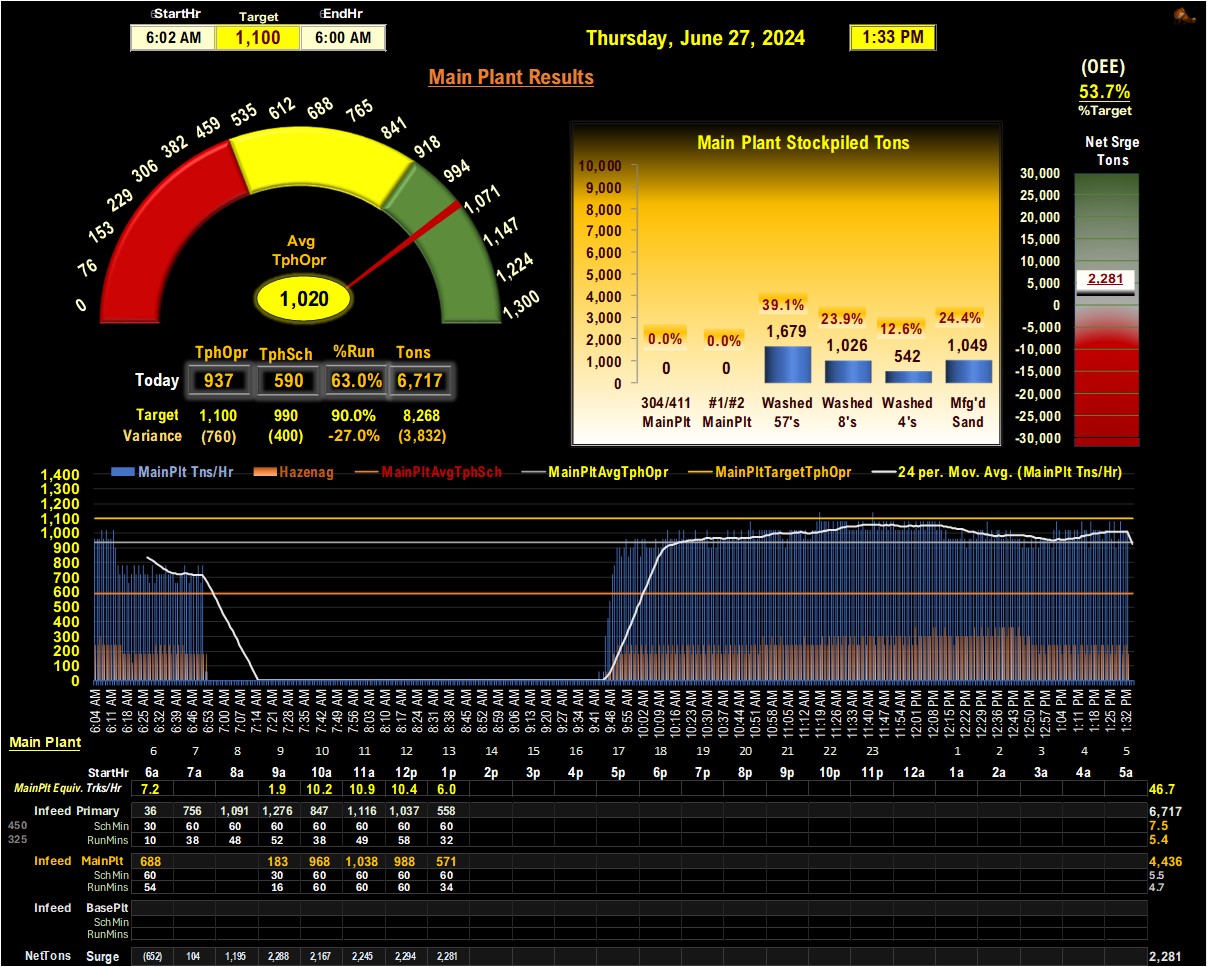 StartHr Target EndHr
6:02 AM 1,100 6:00 AM
Thursday, June 27, 2024 1:33 PM
Main Plant Results
(OEE)
53.7%
%Target
0 76 153 229 306 382 459 535 612 688 765 841 918 994 1,071 1,147 1,224 1,300
Avg
TphOpr
1,020
TphOpr TphSch %Run Tons
Today 937 590 63.0% 6,717
Target 1,100 990 90.0% 8,268
Variance (760) (400) -27.0% (3,832)
Main Plant Stockpiled Tons
10,000
9,000
8,000
7,000
6,000
5,000
4,000
3,000
2,000
1,000
0
0.0% 0.0% 39.1% 23.9% 12.6% 24.4%
0 0 1,679 1,026 542 1,049
304/411 #1/#2 Washed Washed Washed Mfg'd
MainPlt MainPlt 57's 8's 4's Sand
Net Srge
Tons
30,000
25,000
20,000
15,000
10,000
5,000
0
-5,000
-10,000
-15,000
-20,000
-25,000
-30,000
2,281
MainPlt Tns/Hr Hazenag MainPltAvgTphSch MainPltAvgTphOpr MainPltTargetTphOpr 24 per. Mov. Avg. (MainPlt Tns/Hr)
1,400
1,300
1,200
1,100
1,000
900
800
700
600
500
400
300
200
100
0
6:04 AM 6:11 AM 6:18 AM 6:25 AM 6:32 AM 6:39 AM 6:46 AM 6:53 AM 7:00 AM 7:07 AM 7:14 AM 7:21 AM 7:28 AM 7:35 AM 7:42 AM 7:49 AM 7:56 AM 8:03 AM 8:10 AM 8:17 AM 8:24 AM 8:31 AM 8:38 AM 8:45 AM 8:52 AM 8:59 AM 9:06 AM 9:13 AM 9:20 AM 9:27 AM 9:34 AM 9:41 AM 9:48 AM 9:55 AM 10:02 AM 10:09 AM 10:16 AM 10:23 AM 10:30 AM 10:37 AM 10:44 AM 10:51 AM 10:58 AM 11:05 AM 11:12 AM 11:19 AM 11:26 AM 11:33 AM 11:40 AM 11:47 AM 11:54 AM 12:01 PM 12:08 PM 12:15 PM 12:22 PM 12:29 PM 12:36 PM 12:43 PM 12:50 PM 12:57 PM 1:04 PM 1:11 PM 1:18 PM 1:25 PM 1:32 PM
Main Plant
6 7 8 9 10 11 12 13 14 15 16 17 18 19 20 21 22 23 1 2 3 4 5
StartHr 6a 7a 8a 9a 10a 11a 12p 1p 2p 3p 4p 5p 6p 7p 8p 9p 10p 11p 12a 1a 2a 3a 4a 5a
MainPlt Equiv. Trks/Hr 7.2 1.9 10.2 10.9 10.4 6.0 46.7
Infeed Primary 36 756 1,091 1,276 847 1,116 1,037 558 6,717
450 SchMin 30 60 60 60 60 60 60 60 7.5
325 RunMins 10 38 48 52 38 49 58 32 5.4
Infeed MainPlt 688 183 968 1,038 988 571 4,436
SchMin 60 30 60 60 60 60 5.5
RunMins 54 16 60 60 60 34 4.7
Infeed BasePlt
SchMin
RunMins
NetTons Surge (652) 104 1,195 2,288 2,167 2,245 2,294 2,281 2,281